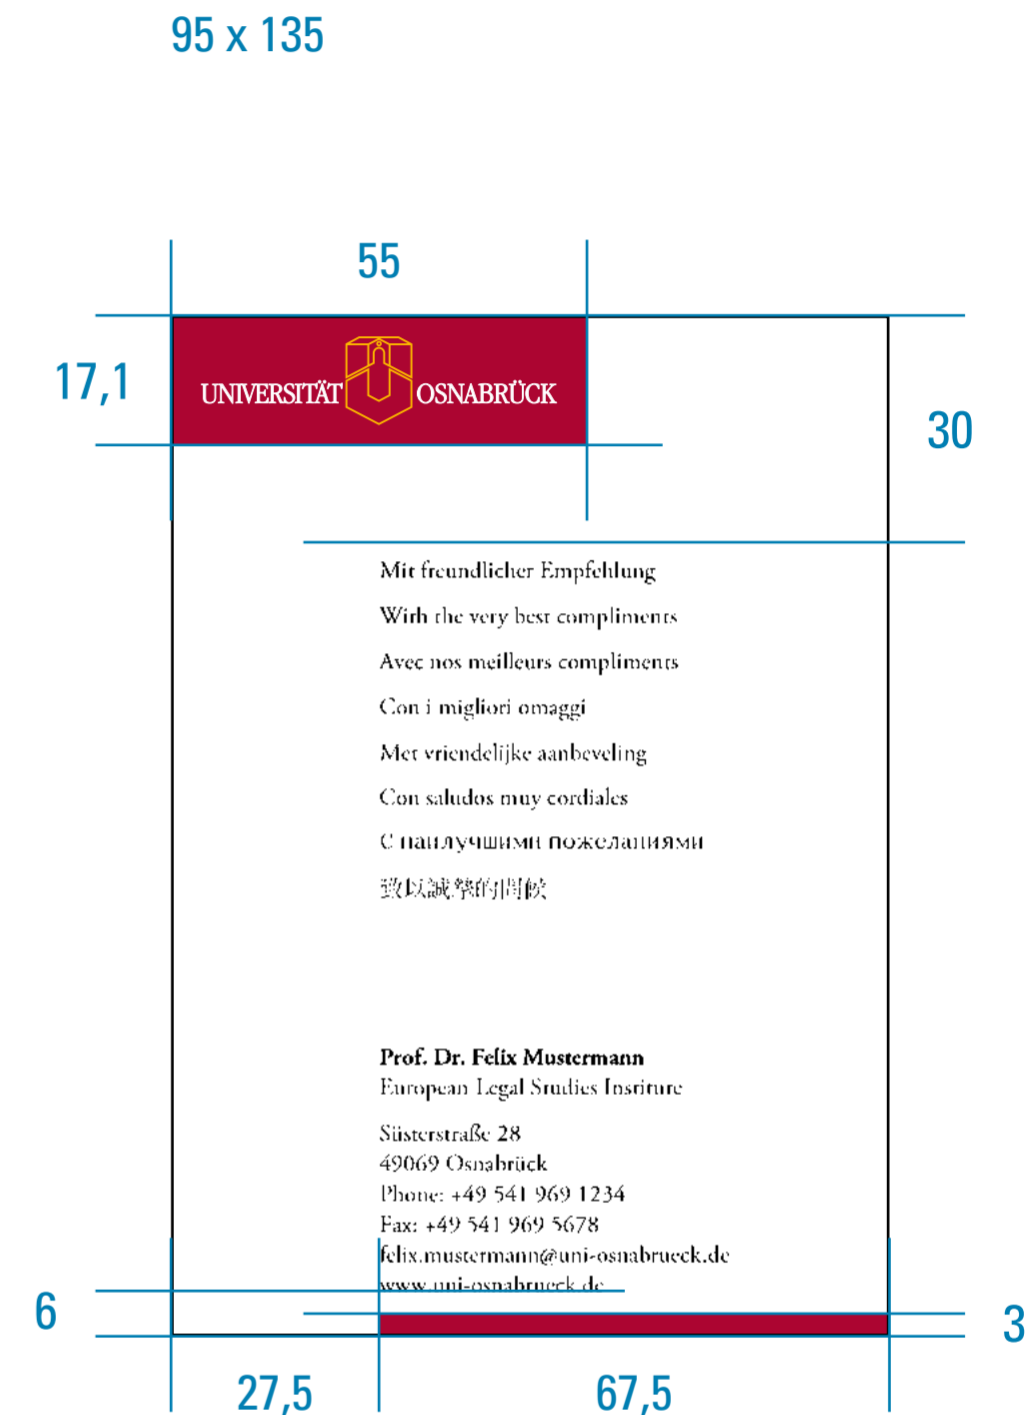 95 x 135
55
17,1
UNIVERSITÄT OSNABRÜCK
30
Mit freundlicher Empfehlung
With the very best compliments
Avec nos meilleurs compliments
Con i migliori omaggi
Met vriendelijke aanbeveling
Con saludos muy cordiales
С наилучшими пожеланиями
致以誠摯的問候
Prof. Dr. Felix Mustermann
European Legal Studies Institute
Süsterstraße 28
49069 Osnabrück
Phone: +49 541 969 1234
Fax: +49 541 969 5678
felix.mustermann@uni-osnabrueck.de
www.uni-osnabrueck.de
6
3
27,5
67,5